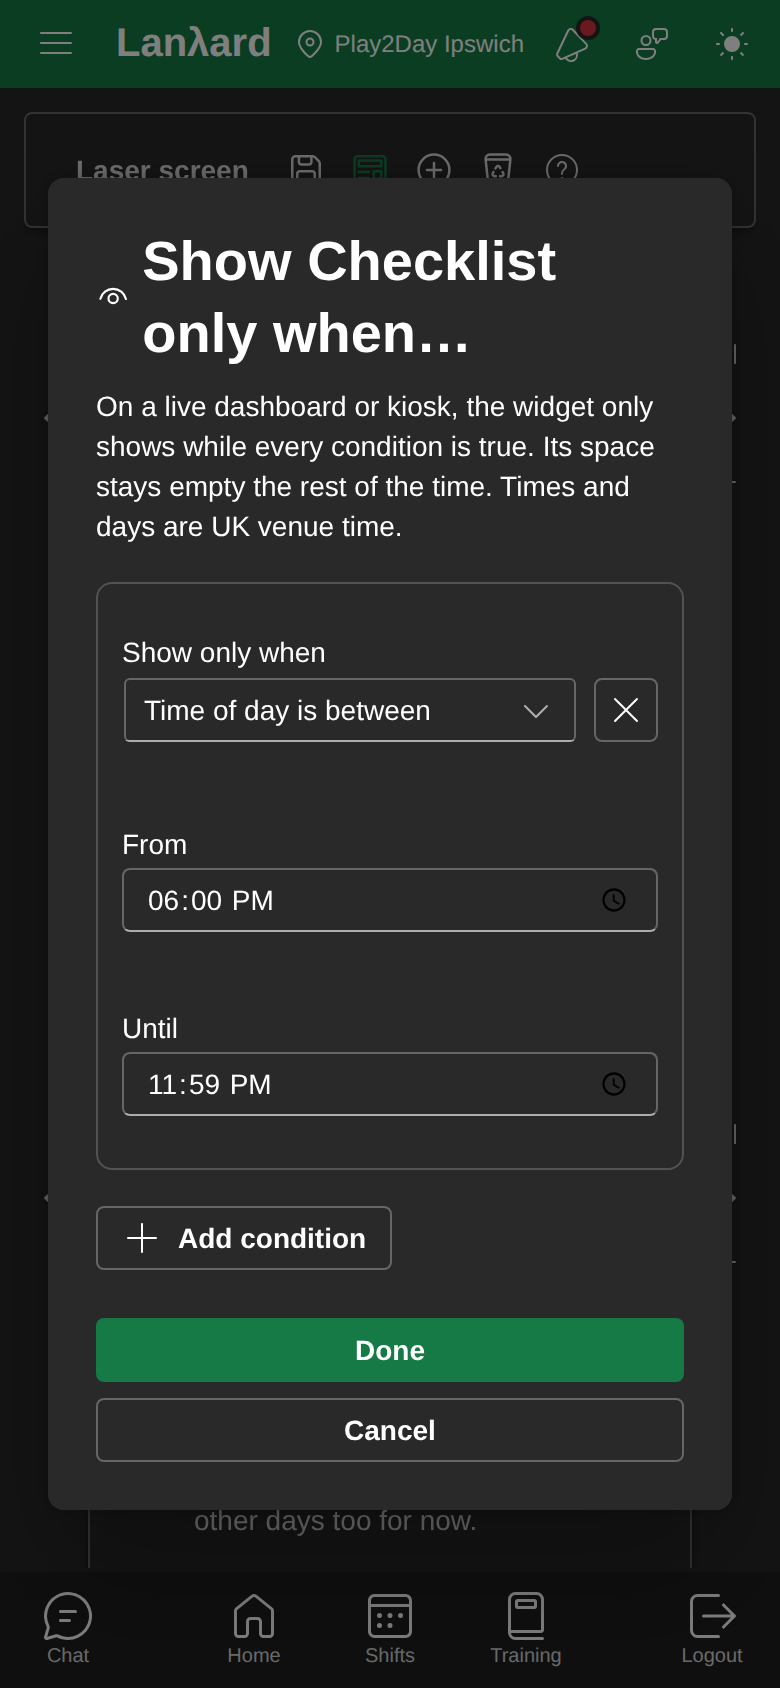 Lanλard
Play2Day Ipswich
Laser screen
Show Checklist
only when...
On a live dashboard or kiosk, the widget only
shows while every condition is true. Its space
stays empty the rest of the time. Times and
days are UK venue time.
Show only when
Time of day is between
From
06:00 PM
Until
11:59 PM
Add condition
Done
Cancel
other days too for now.
Chat
Home
Shifts
Training
Logout